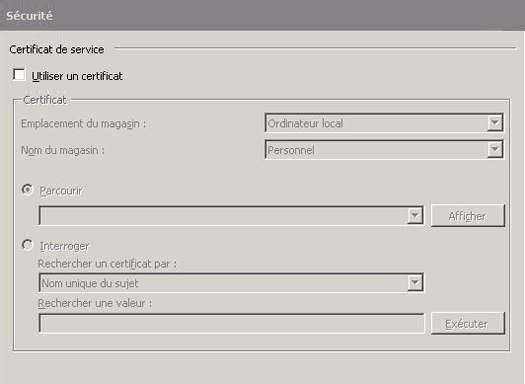 Sécurité
Certificat de service
Utiliser un certificat
Certificat
Emplacement du magasin :
Ordinateur local
Nom du magasin :
Personnel
Parcourir
Afficher
Interroger
Rechercher un certificat par :
Nom unique du sujet
Rechercher une valeur :
Exécuter